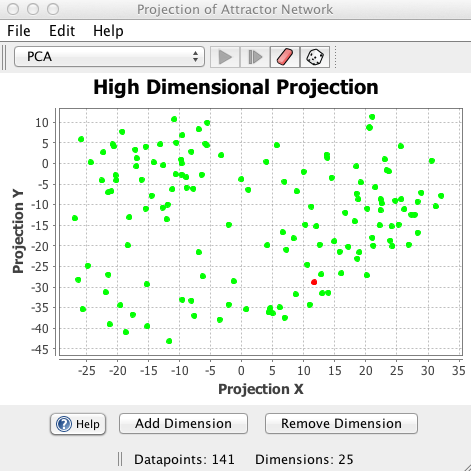 Projection of Attractor Network
File Edit Help
PCA
High Dimensional Projection
Projection Y
10
5
0
-5
-10
-15
-20
-25
-30
-35
-40
-45
-25 -20 -15 -10 -5 0 5 10 15 20 25 30 35
Projection X
? Help Add Dimension Remove Dimension
Datapoints: 141 Dimensions: 25